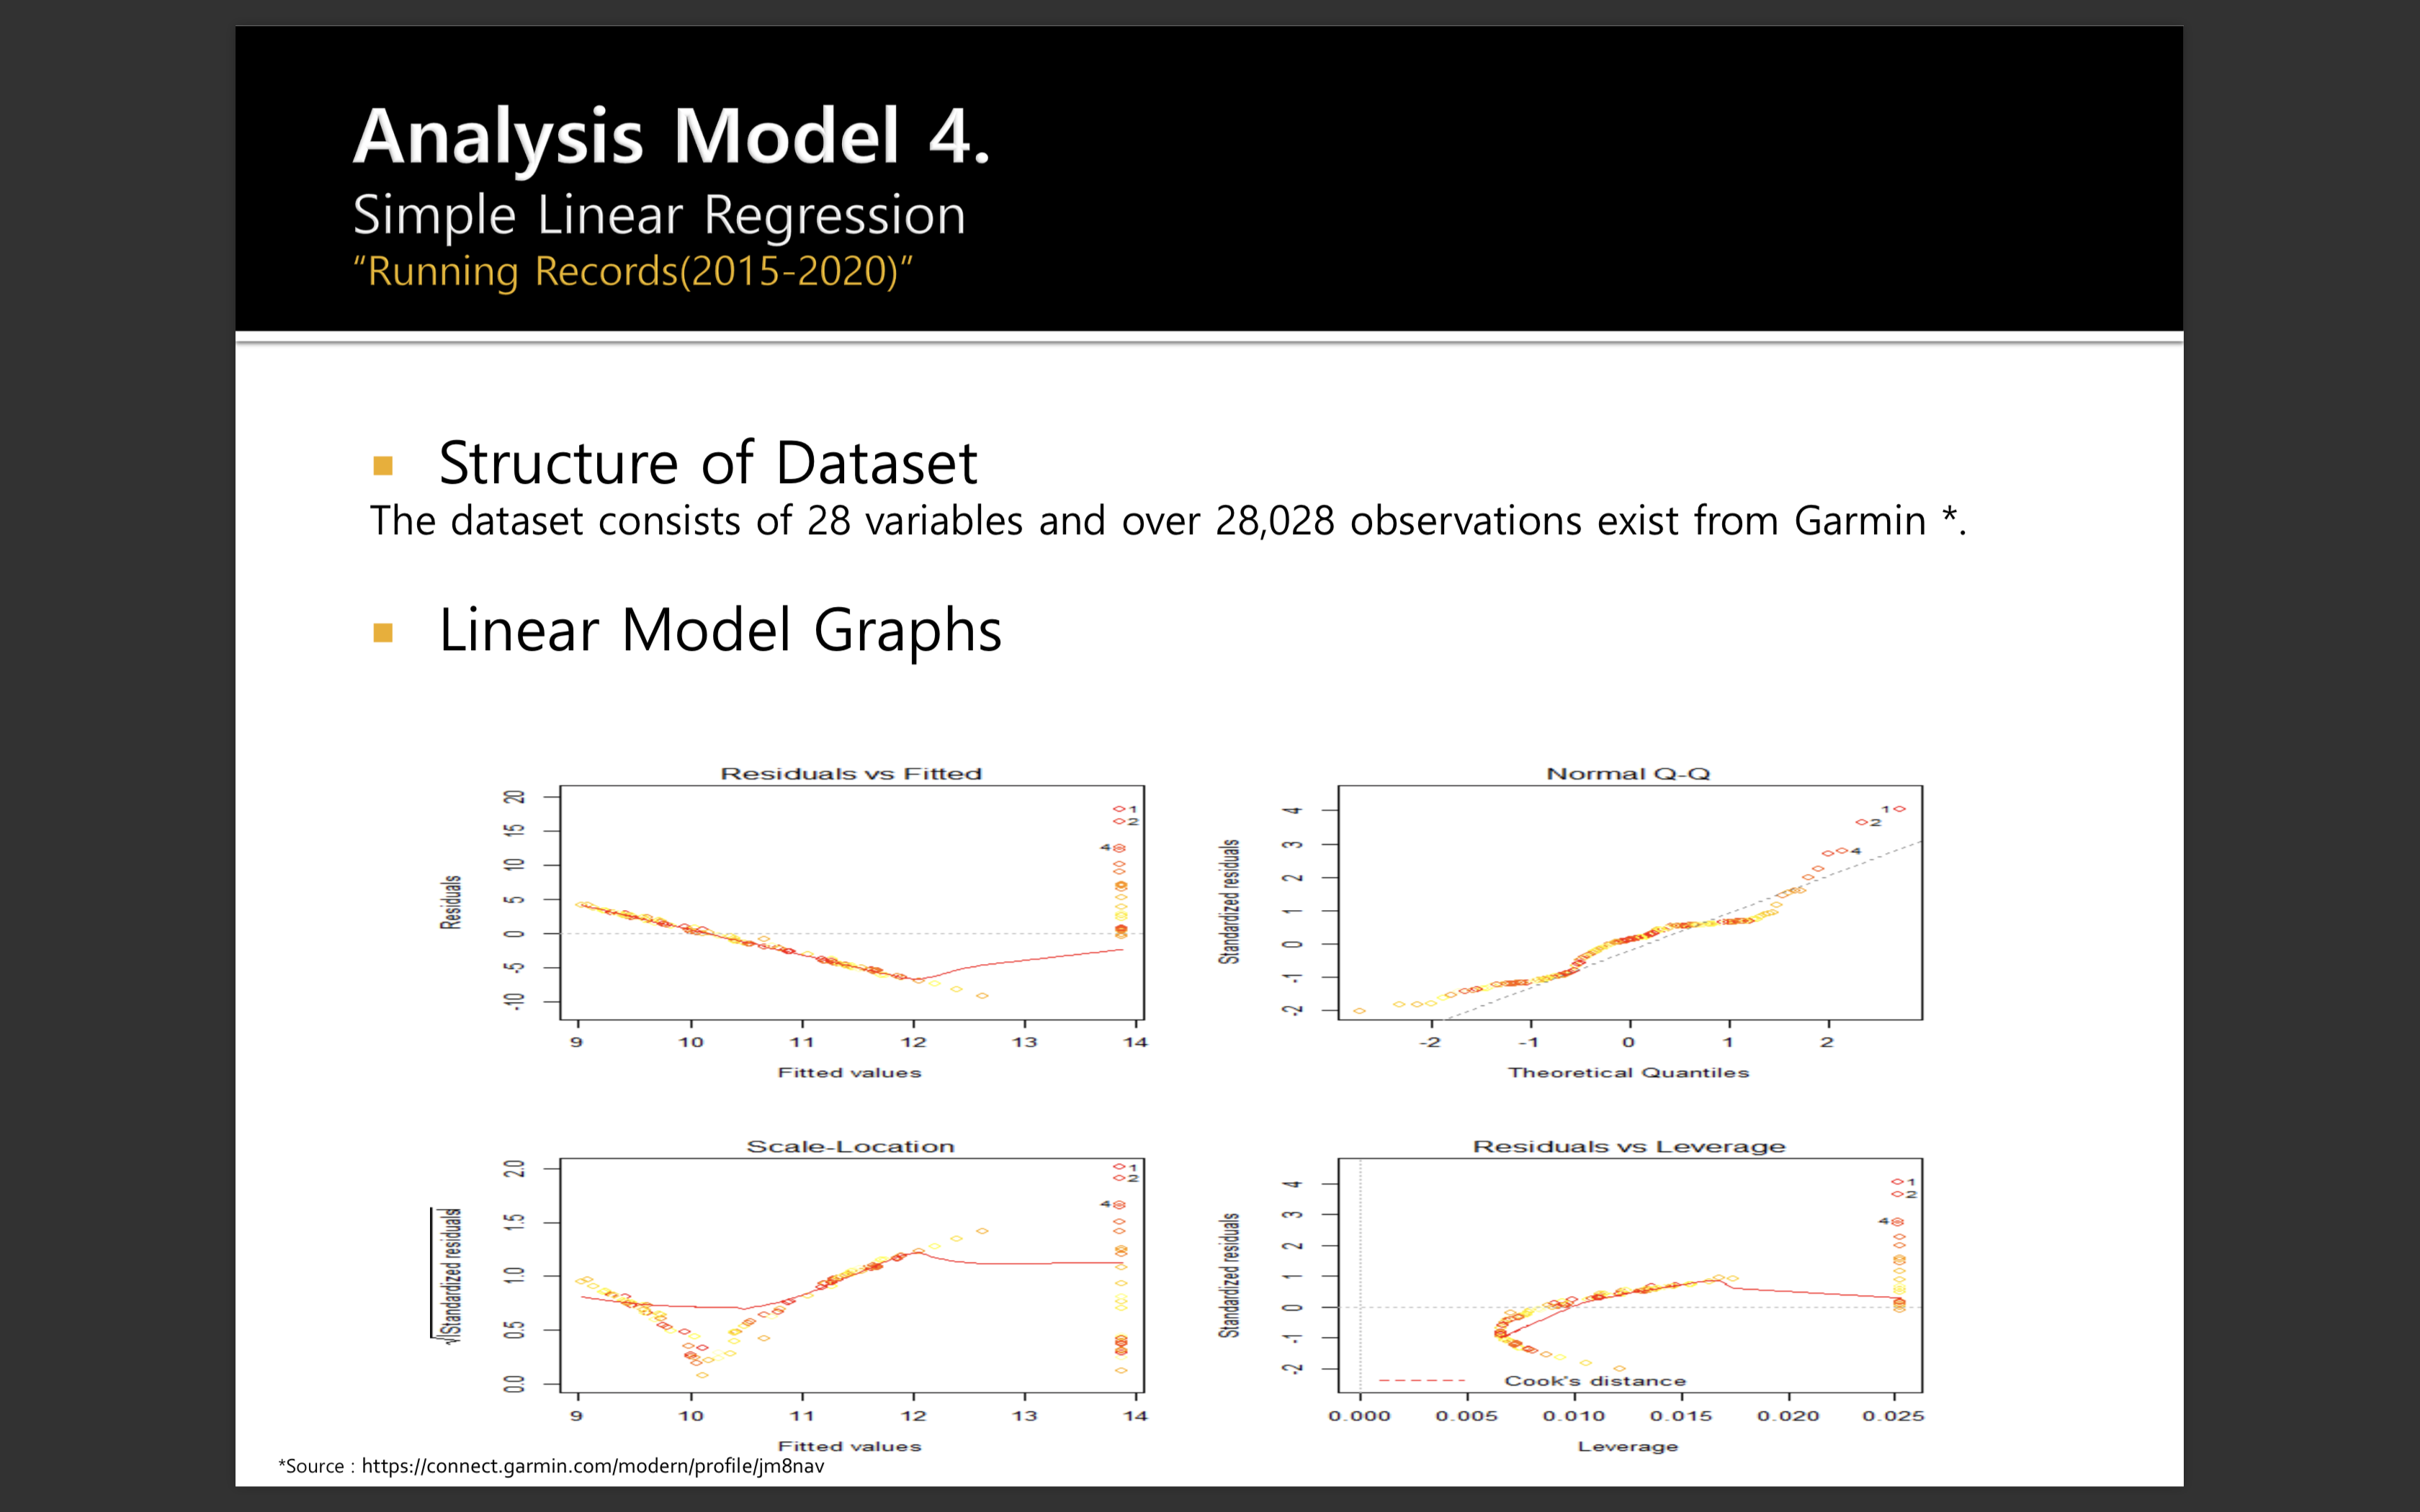 Analysis Model 4.
Simple Linear Regression
“Running Records(2015-2020)”
Structure of Dataset
The dataset consists of 28 variables and over 28,028 observations exist from Garmin *.
Linear Model Graphs
Residuals vs Fitted
Residuals
20
15
10
5
0
-5
-10
1
2
4
9 10 11 12 13 14
Fitted values
Normal Q-Q
Standardized residuals
4
3
2
1
0
-1
-2
1
2
4
-2 -1 0 1 2
Theoretical Quantiles
Scale-Location
√|Standardized residuals|
2.0
1.5
1.0
0.5
0.0
1
2
4
9 10 11 12 13 14
Fitted values
Residuals vs Leverage
Standardized residuals
4
3
2
1
0
-1
-2
1
2
4
Cook's distance
0.000 0.005 0.010 0.015 0.020 0.025
Leverage
*Source : https://connect.garmin.com/modern/profile/jm8nav